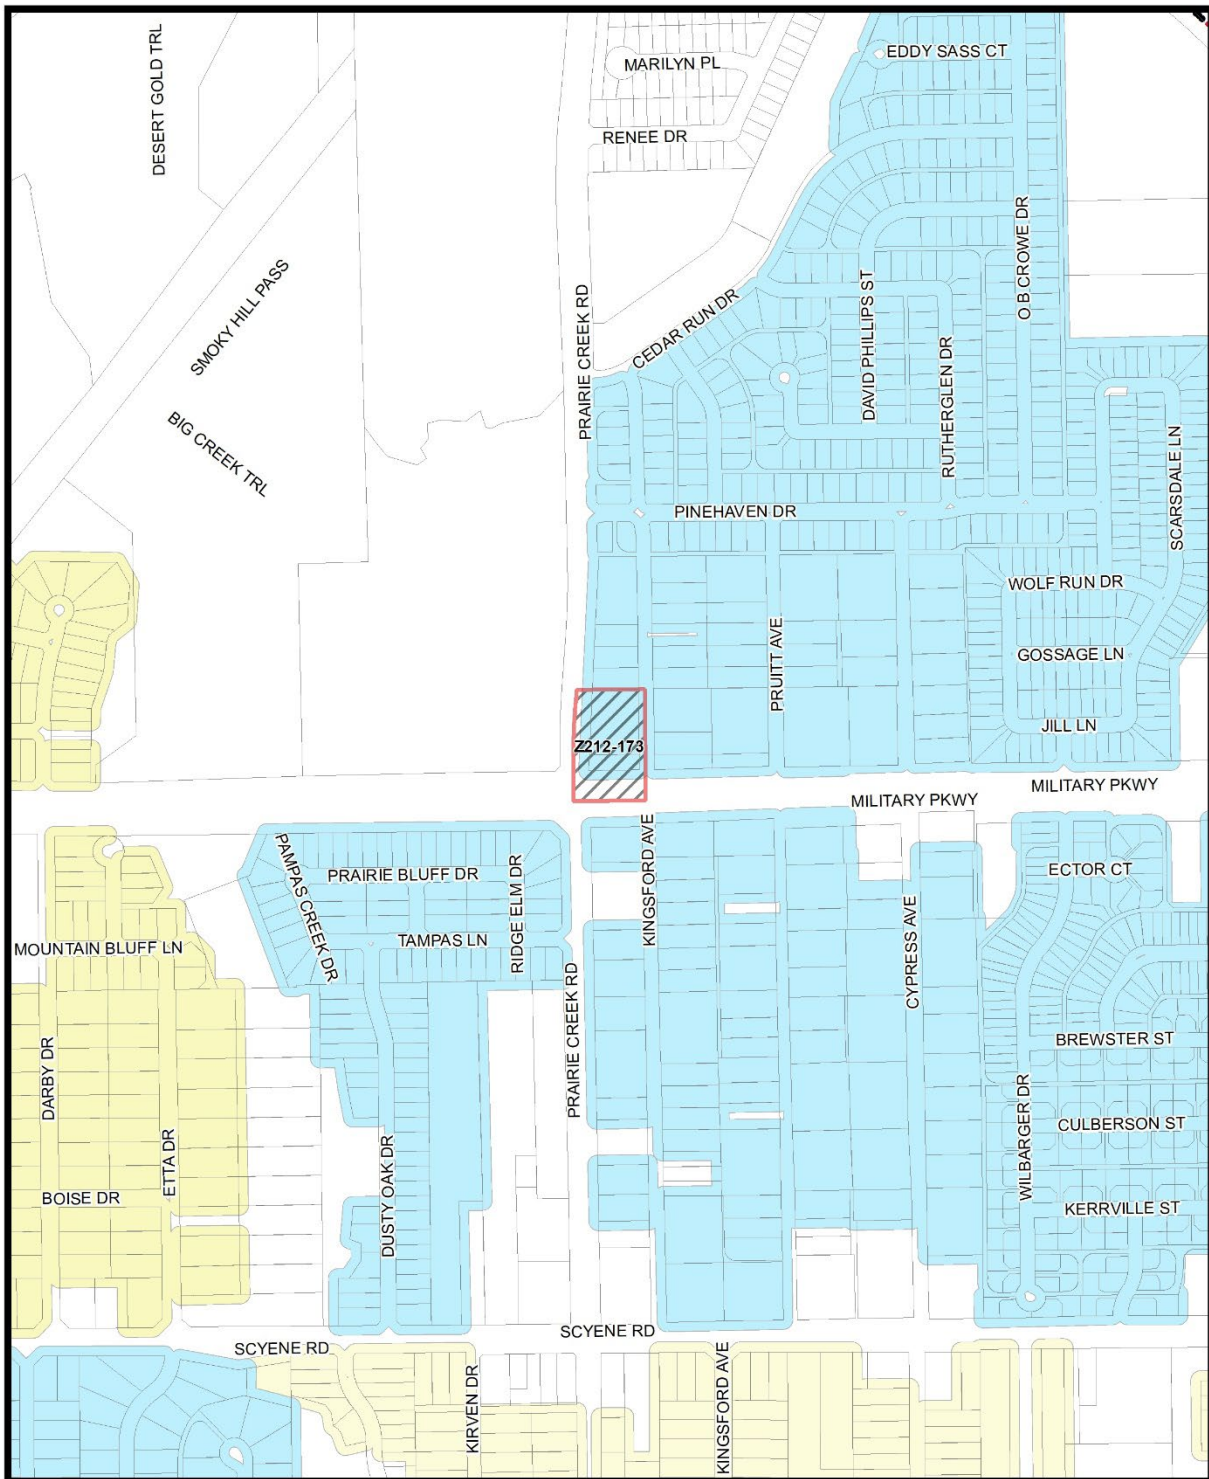 DESERT GOLD TRL
EDDY SASS CT
MARILYN PL
RENEE DR
O B CROWE DR
SMOKY HILL PASS
PRAIRIE CREEK RD
CEDAR RUN DR
DAVID PHILLIPS ST
RUTHERGLEN DR
BIG CREEK TRL
SCARSDALE LN
PINEHAVEN DR
WOLF RUN DR
PRUITT AVE
GOSSAGE LN
JILL LN
Z212-173
MILITARY PKWY
MILITARY PKWY
PAMPAS CREEK DR
PRAIRIE BLUFF DR
RIDGE ELM DR
KINGSFORD AVE
ECTOR CT
MOUNTAIN BLUFF LN
TAMPAS LN
CYPRESS AVE
PRAIRIE CREEK RD
DARBY DR
BREWSTER ST
ETTA DR
DUSTY OAK DR
WILBARGER DR
CULBERSON ST
BOISE DR
KERRVILLE ST
SCYENE RD
SCYENE RD
KIRVEN DR
KINGSFORD AVE